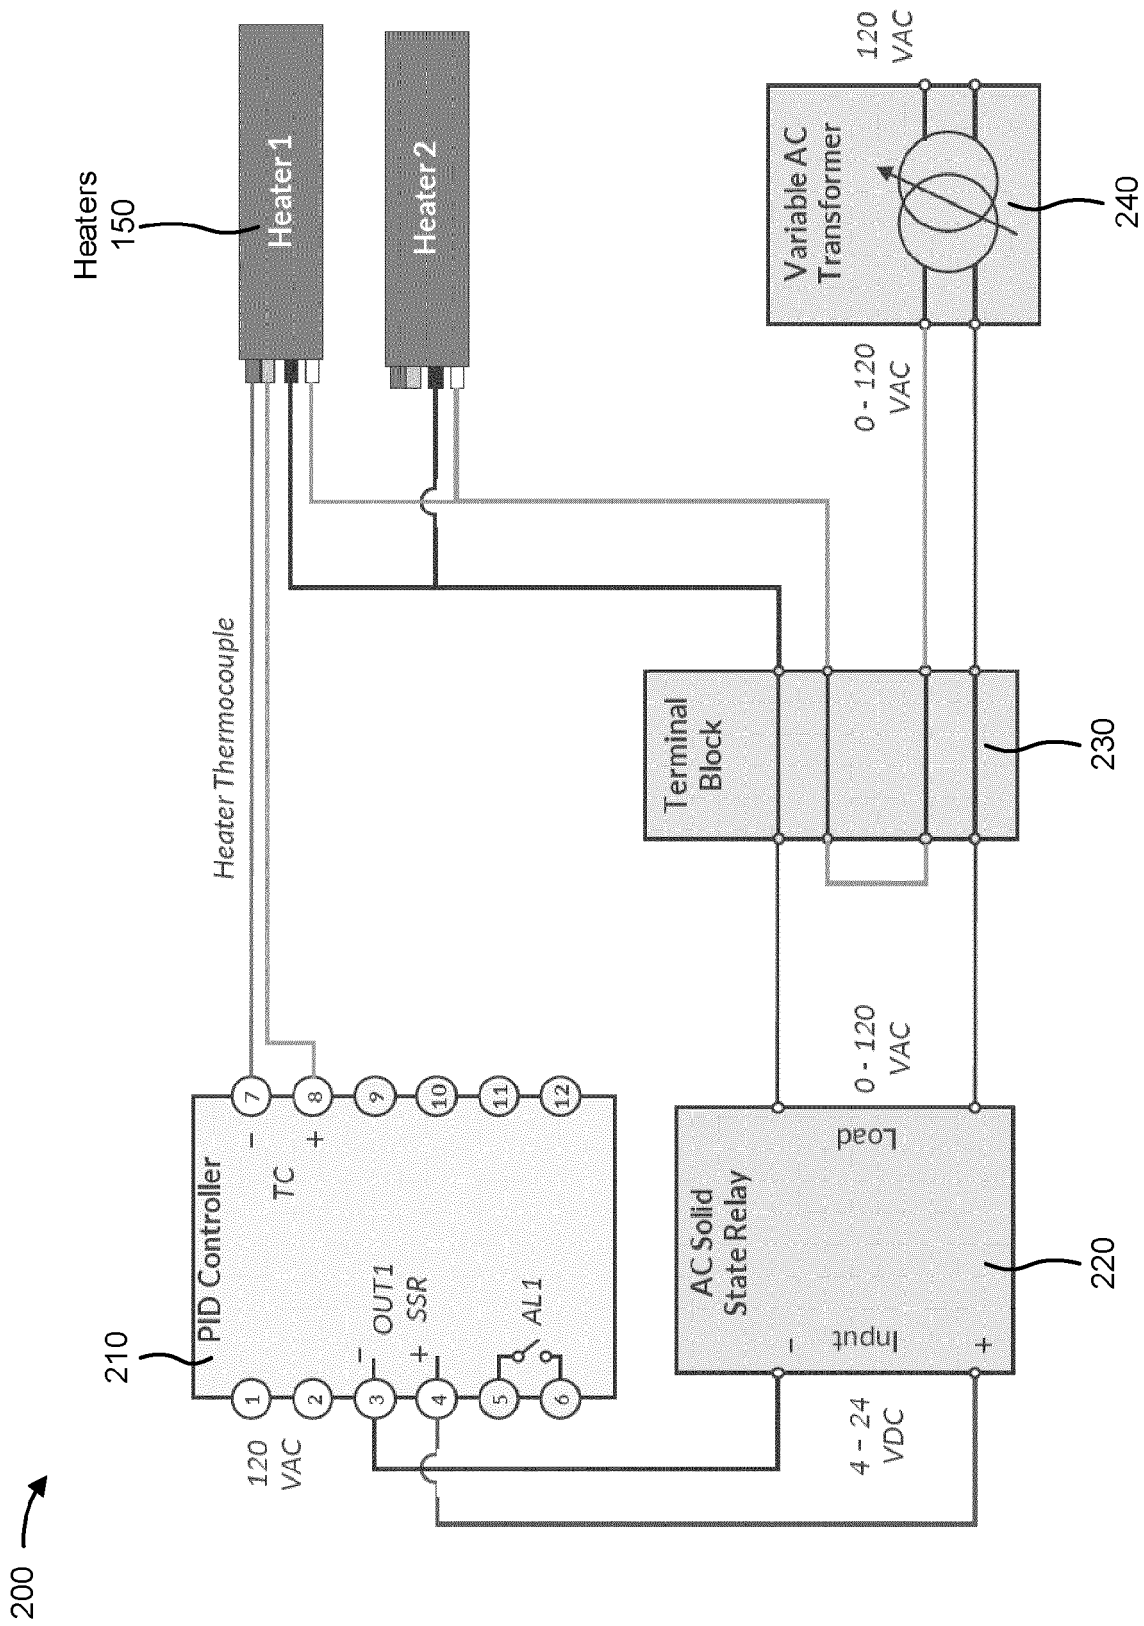 200
210
PID Controller
120
VAC
1
2
3
4
5
6
-
OUT1
+
SSR
AL1
-
TC
+
7
8
9
10
11
12
Heater Thermocouple
Heaters
150
Heater 1
Heater 2
4 - 24
VDC
AC Solid
State Relay
-
Input
+
Load
220
0 - 120
VAC
Terminal
Block
230
0 - 120
VAC
Variable AC
Transformer
240
120
VAC